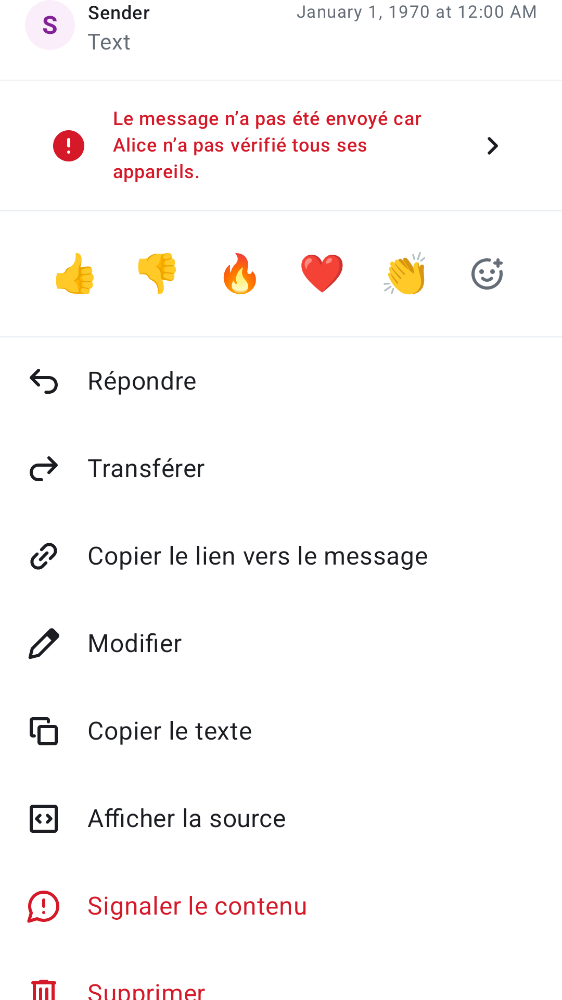 S
Sender
January 1, 1970 at 12:00 AM
Text
Le message n’a pas été envoyé car
Alice n’a pas vérifié tous ses
appareils.
Répondre
Transférer
Copier le lien vers le message
Modifier
Copier le texte
Afficher la source
Signaler le contenu
Supprimer